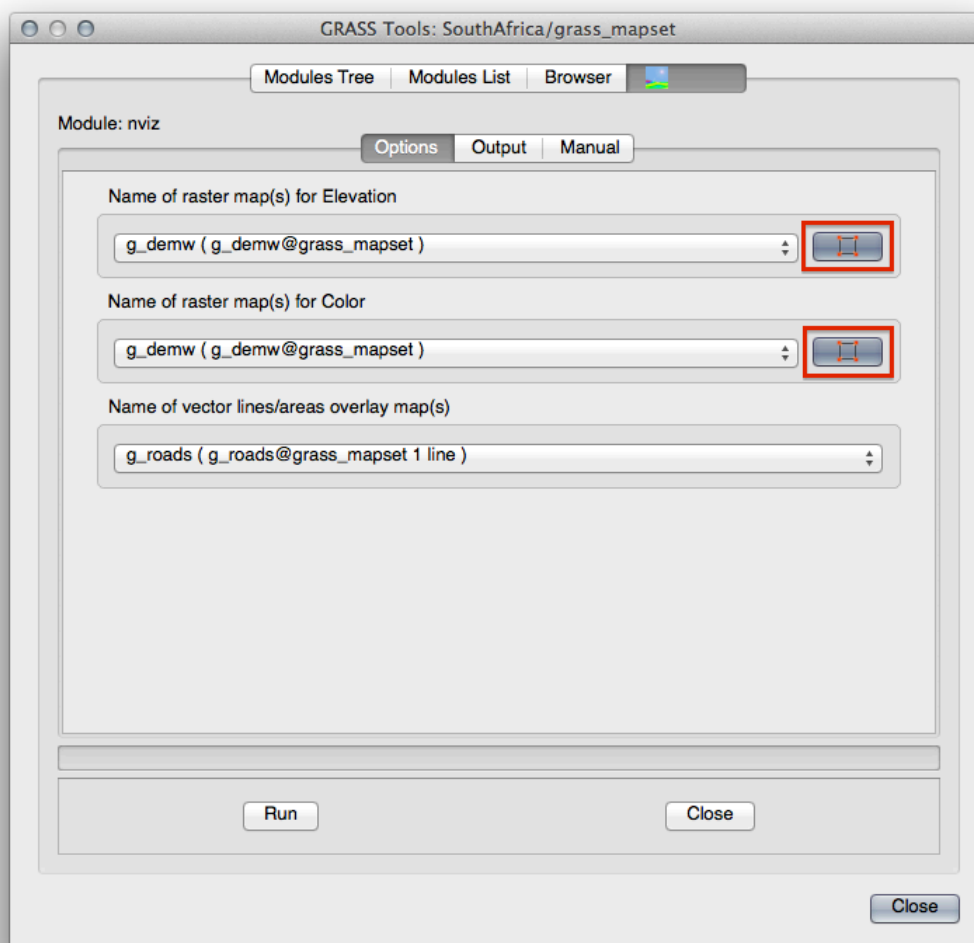 GRASS Tools: SouthAfrica/grass_mapset
Modules Tree Modules List Browser
Module: nviz
Options Output Manual
Name of raster map(s) for Elevation
g_demw ( g_demw@grass_mapset )
Name of raster map(s) for Color
g_demw ( g_demw@grass_mapset )
Name of vector lines/areas overlay map(s)
g_roads ( g_roads@grass_mapset 1 line )
Run Close
Close